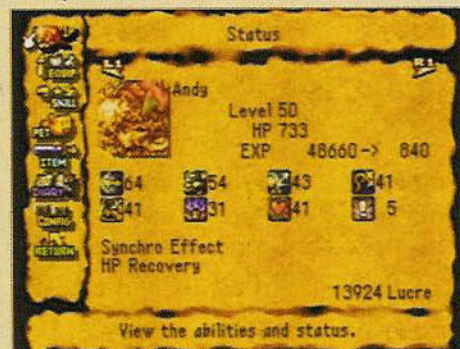 Status
L1
R1
EQUIP
SKILL
PET
ITEM
DIARY
CONFIG
RETURN
Andy
Level 50
HP 733
EXP 48660-> 840
64 54 43 41
41 31 41 5
Synchro Effect
HP Recovery
13924 Lucre
View the abilities and status.